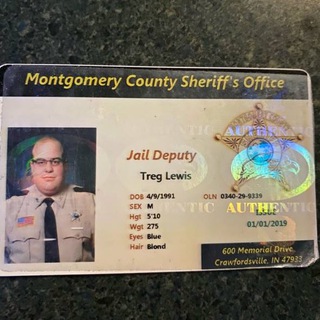 Montgomery County Sheriff's Office
AUTHENTIC
Jail Deputy
Treg Lewis
DOB 4/9/1991 OLN 0340-29-9339
SEX M
AUTHENTIC
Hgt 5'10
Wgt 275
01/01/2019
Eyes Blue
Hair Blond
600 Memorial Drive
Crawfordsville, IN 47933